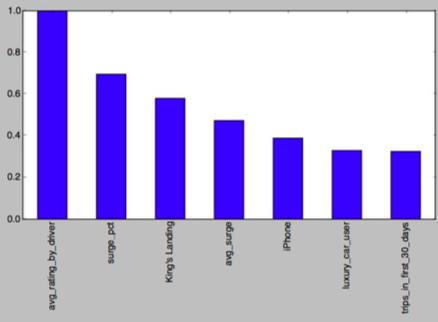 1.0
0.8
0.6
0.4
0.2
0.0
avg_rating_by_driver
surge_pct
King's Landing
avg_surge
iPhone
luxury_car_user
trips_in_first_30_days